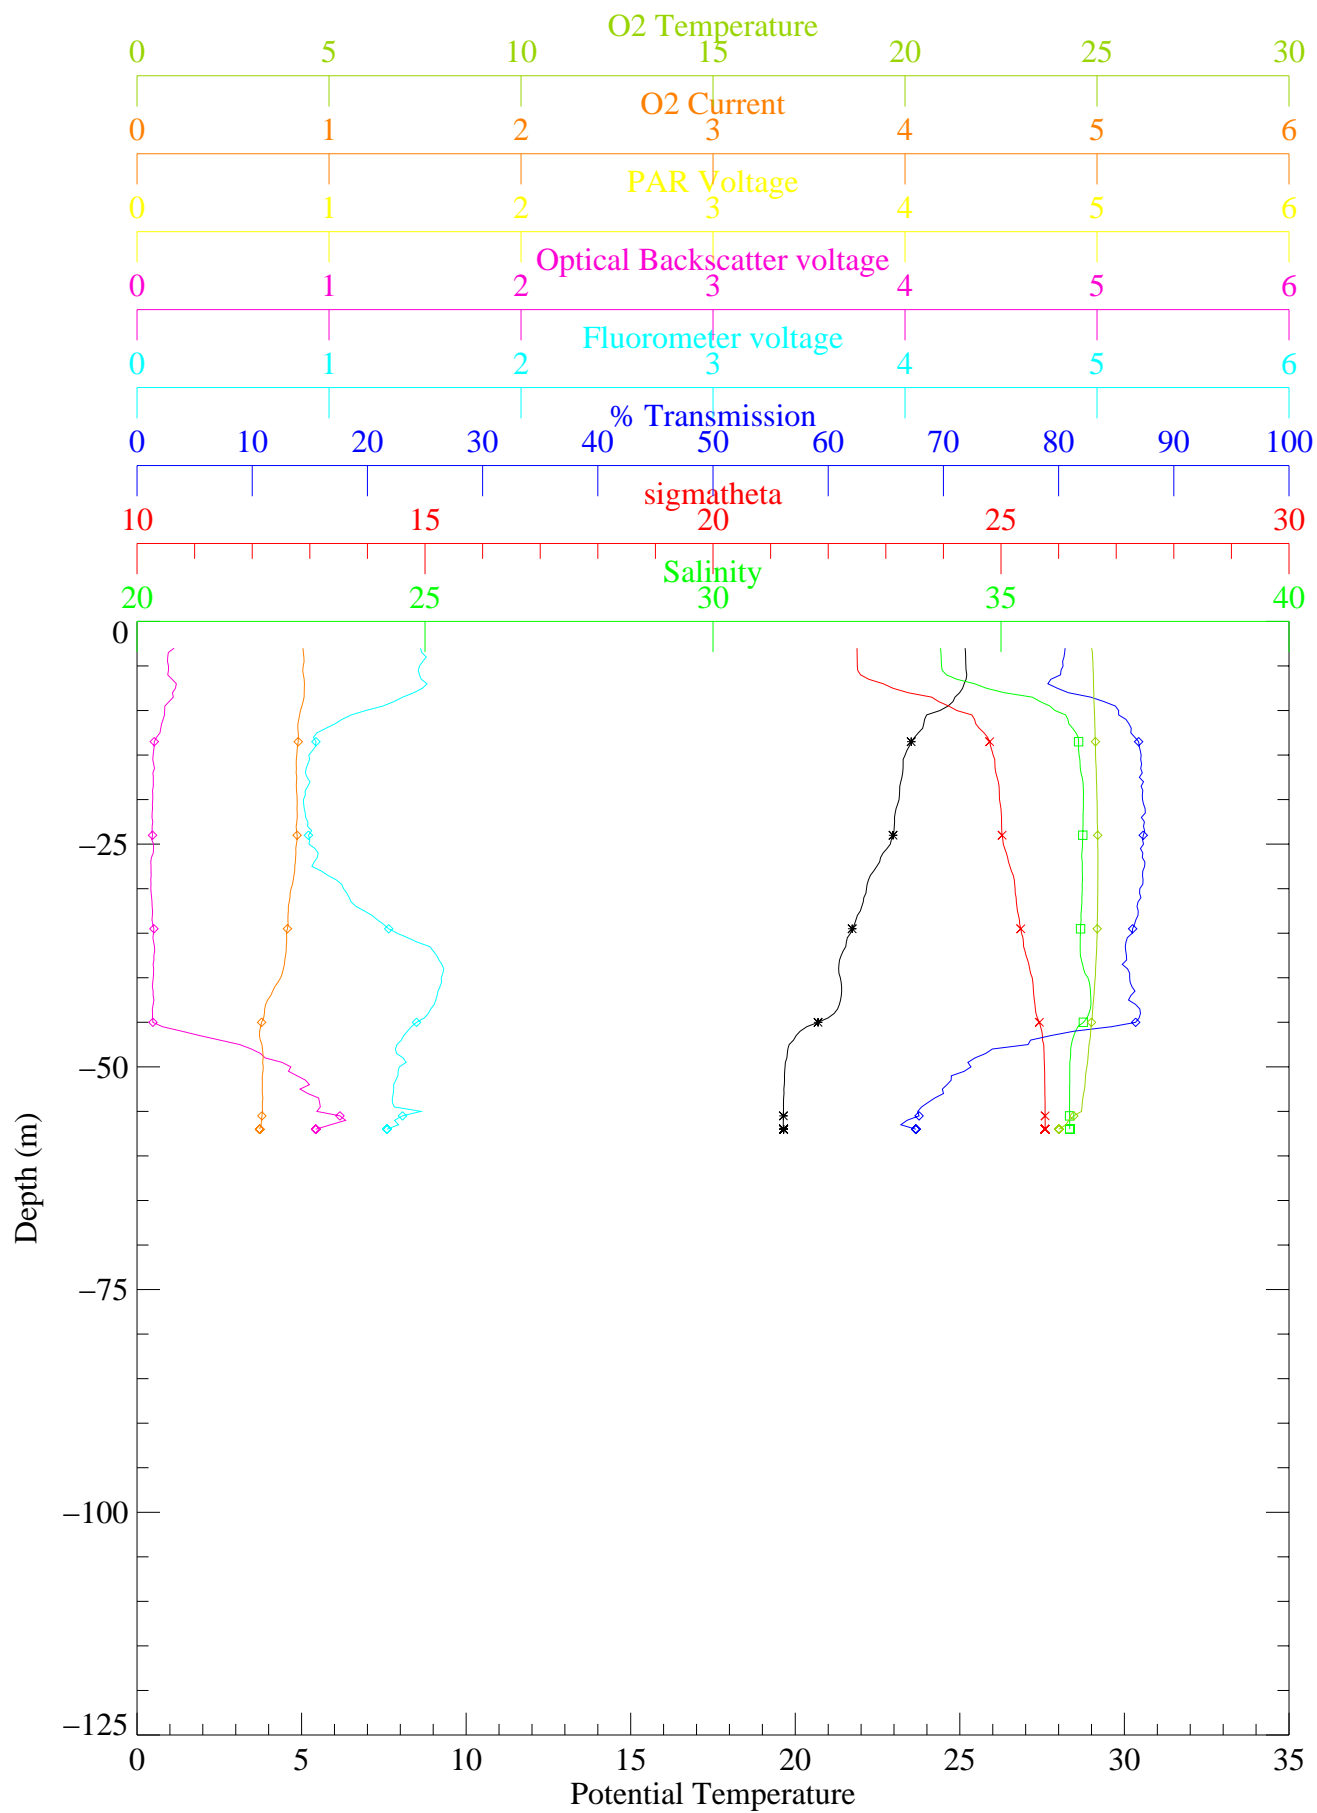 O2 Temperature
0 5 10 15 20 25 30
O2 Current
0 1 2 3 4 5 6
PAR Voltage
0 1 2 3 4 5 6
Optical Backscatter voltage
0 1 2 3 4 5 6
Fluorometer voltage
0 1 2 3 4 5 6
% Transmission
0 10 20 30 40 50 60 70 80 90 100
sigmatheta
10 15 20 25 30
Salinity
20 25 30 35 40
0
−25
−50
−75
−100
−125
Depth (m)
0 5 10 15 20 25 30 35
Potential Temperature